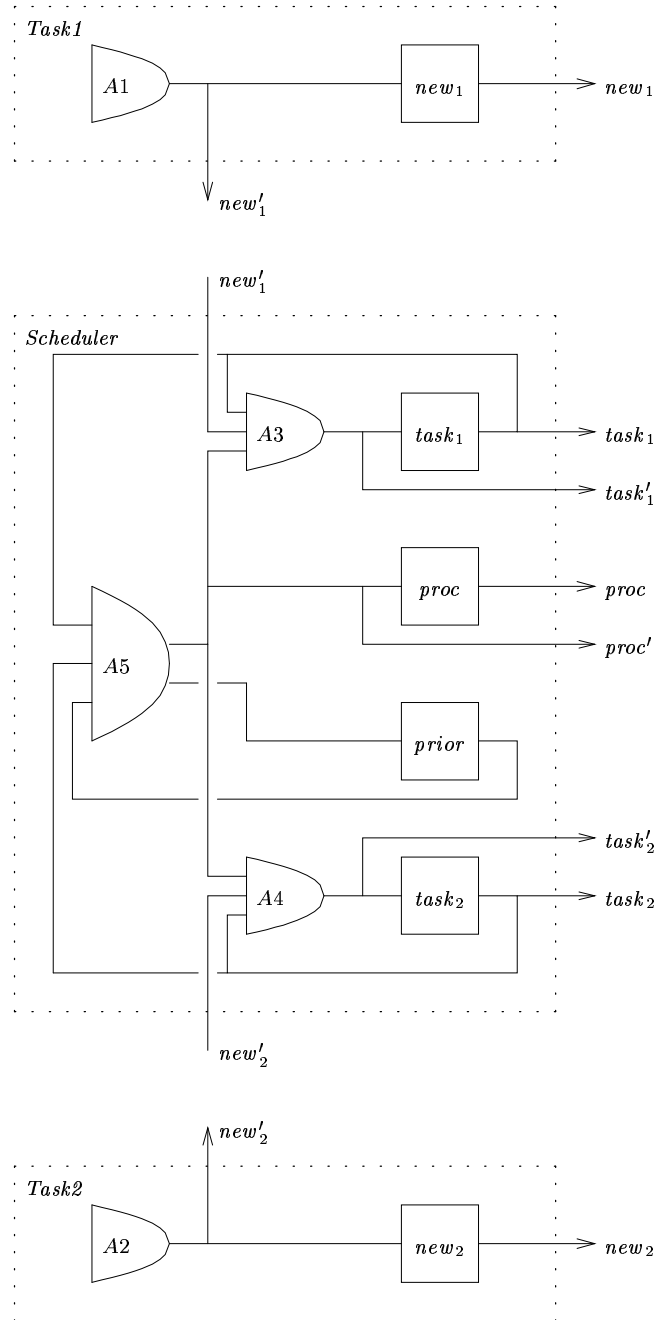 Task1
A1
new₁
new₁
new′₁
new′₁
Scheduler
A3
task₁
task₁
task′₁
proc
proc
proc′
A5
prior
task′₂
A4
task₂
task₂
new′₂
new′₂
Task2
A2
new₂
new₂